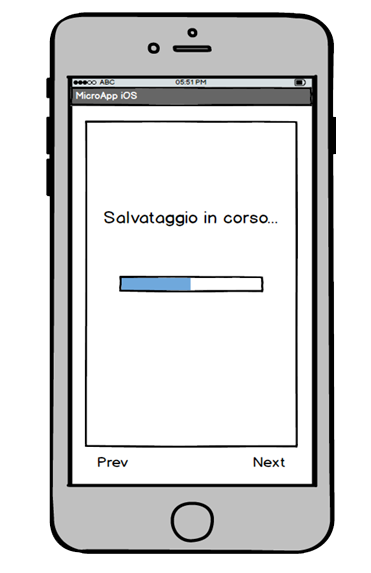 ABC 05:51 PM
MicroApp iOS
Salvataggio in corso...
Prev Next